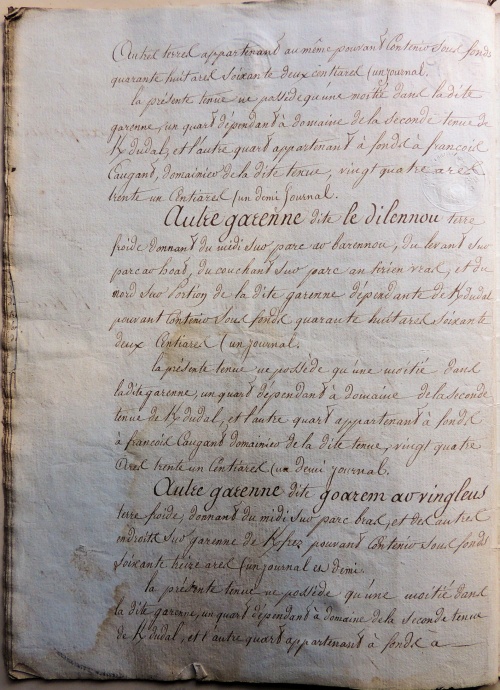 autres terres appartenant au même pouvant Contenir sous fonds
quarante huit ares soixante deux centiares (un journal.
la présente tenue ne possède qu'une moitié dans la dite
garenne, un quart dépendant à domaine de la seconde tenue de
K/dudal, et l'autre quart appartenant à fonds à françois
Caugant, domainier de la dite tenue, vingt quatre ares
trente un Centiares (un demi Journal.
Autre garenne dite le dilennou terre
froide donnant du midi sur parc ar barennou, du levant sur
parc ar hoat, du couchant sur parc an hien vras, et du
nord sur portion de la dite garenne dépendante de K/dudal
pouvant Contenir sous fonds quarante huit ares soixante
deux Centiares (un journal.
la présente tenue ne possède qu'une moitié dans
la dite garenne, un quart dépendant à domaine de la seconde
tenue de K/dudal, et l'autre quart appartenant à fonds
à françois Caugant domainier de la dite tenue, vingt quatre
ares trente un Centiares (un demi journal.
Autre garenne dite goarem ar vingleus
terre froide, donnant du midi sur parc bras, et des autres
endroits sur garenne de K/frez pouvant Contenir sous fonds
soixante treize ares (un journal et demi.
la présente tenue ne possède qu'une moitié dans
la dite garenne, un quart dépendant à domaine de la seconde tenue
de K/dudal, et l'autre quart appartenant à fonds a